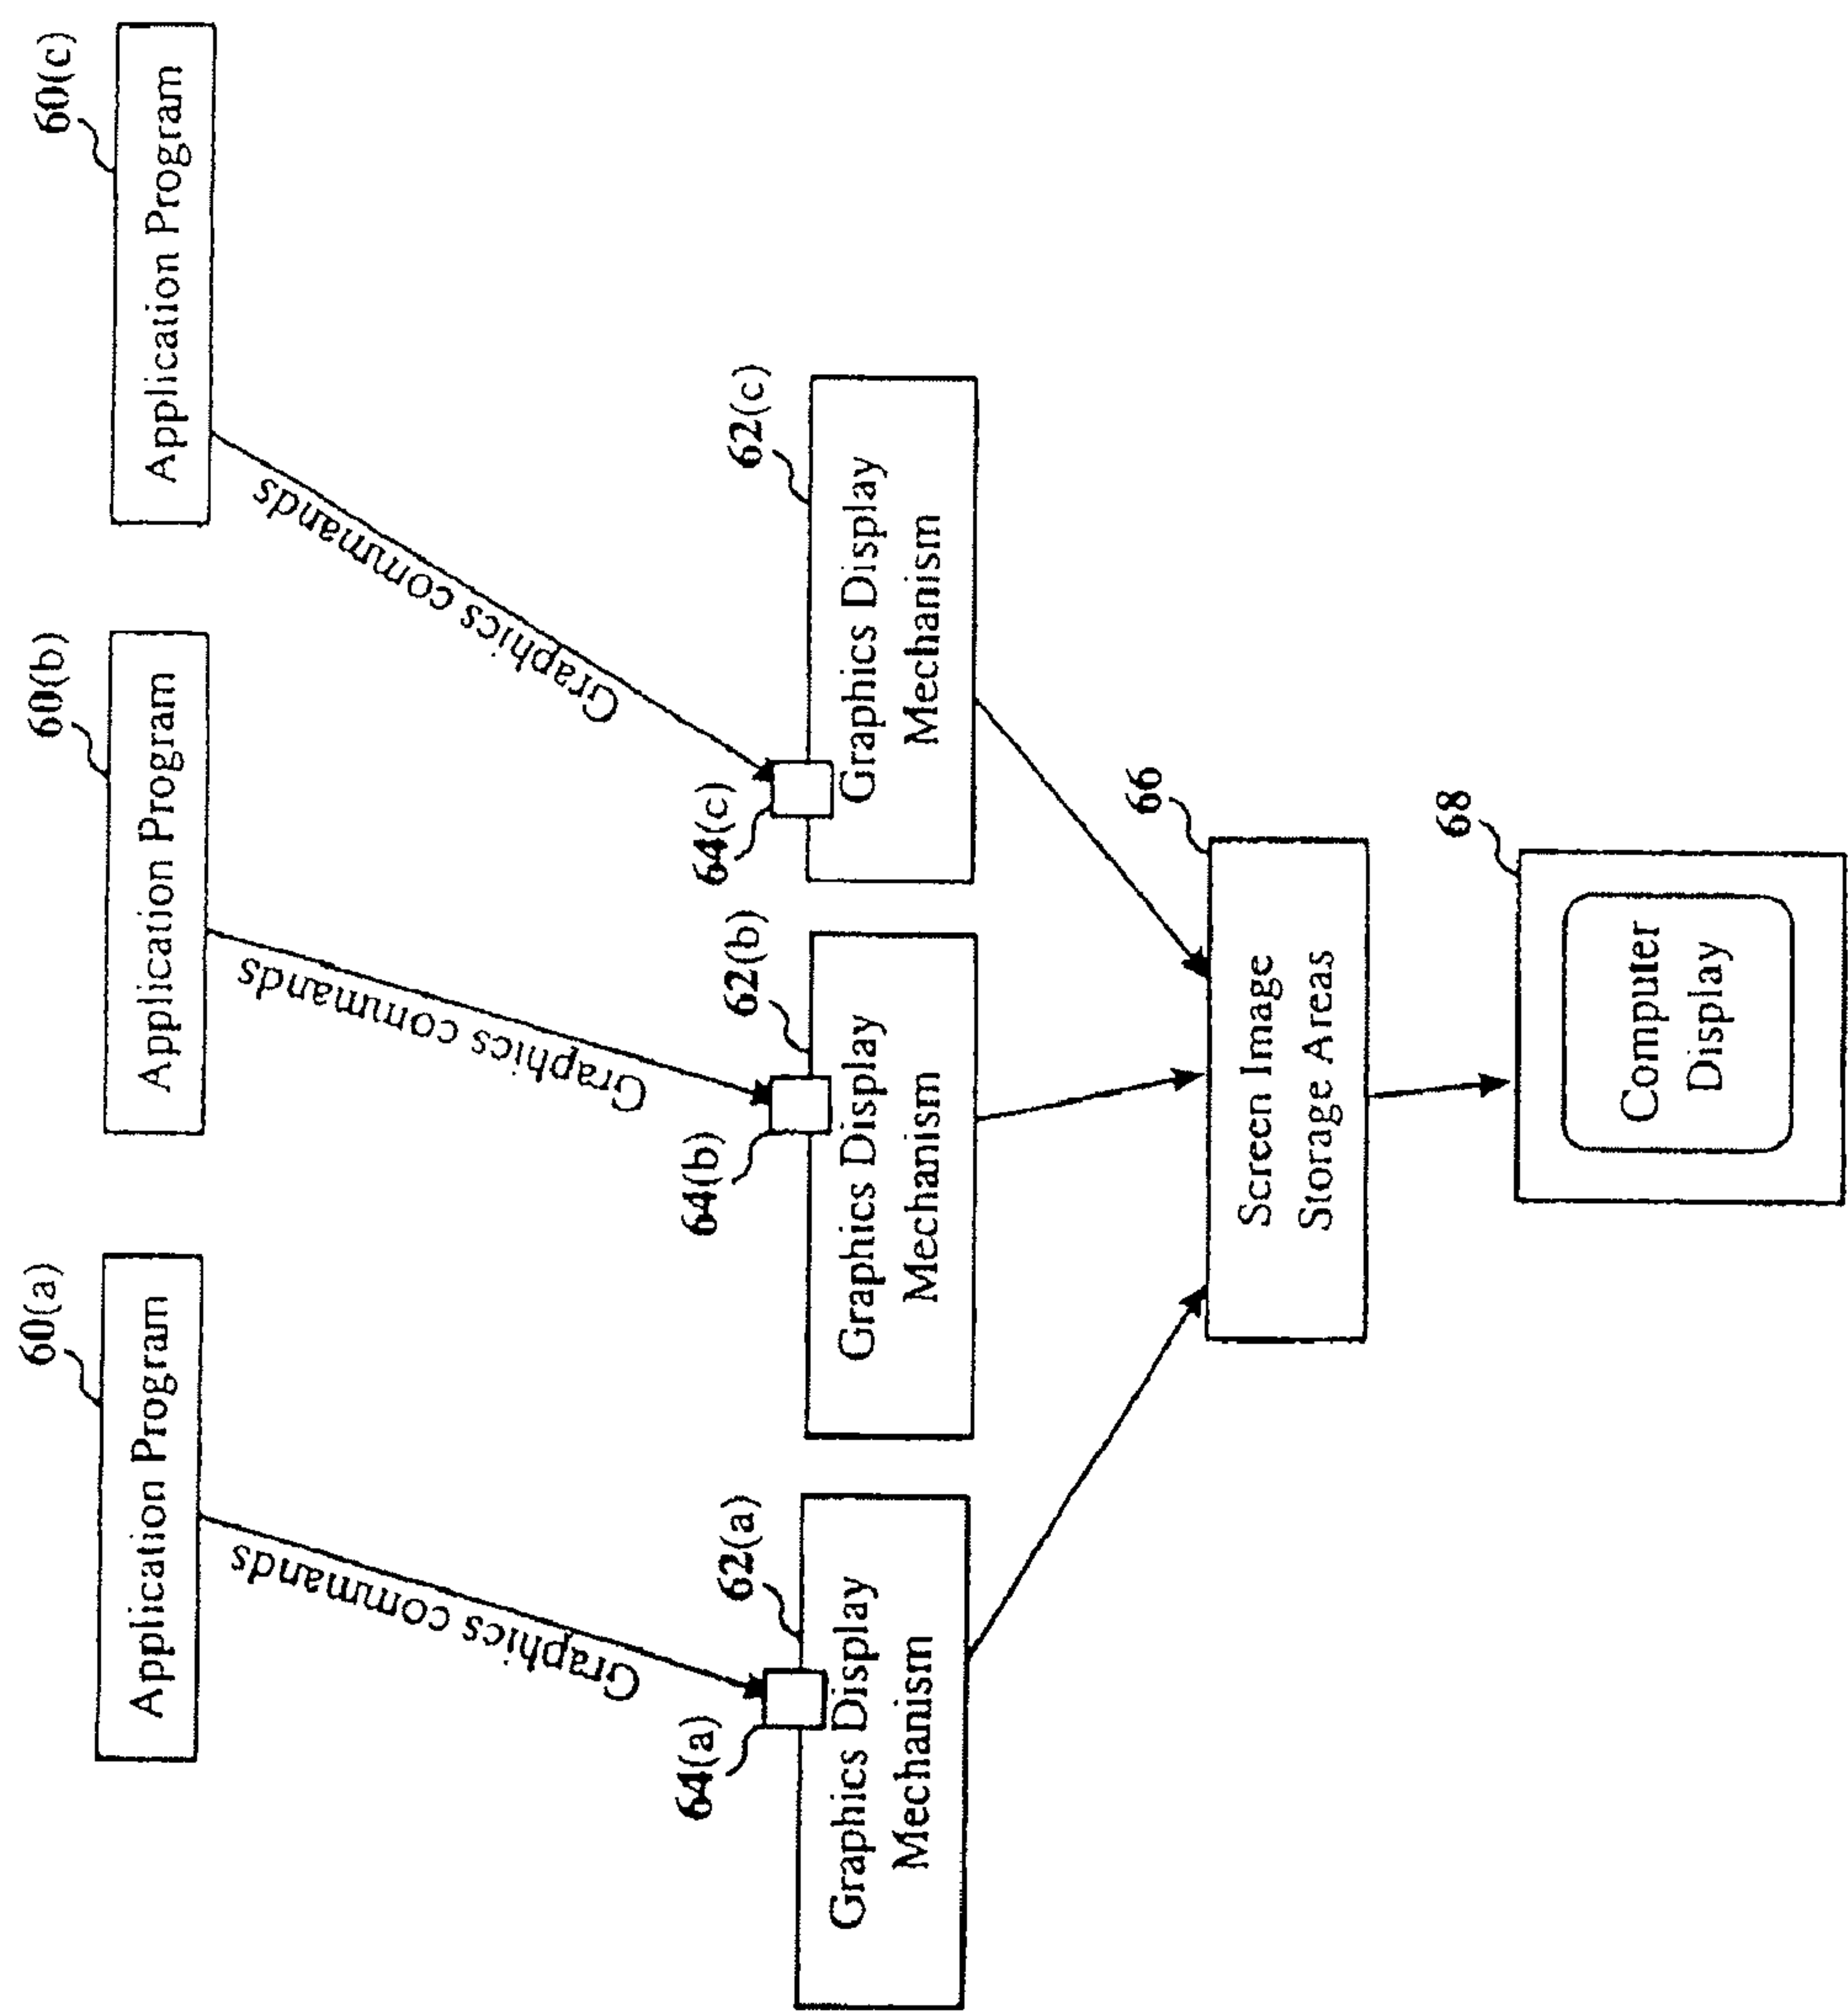 60(a)
Application Program
60(b)
Application Program
60(c)
Application Program
Graphics commands
Graphics commands
Graphics commands
64(a)
62(a)
Graphics Display
Mechanism
64(b)
62(b)
Graphics Display
Mechanism
64(c)
62(c)
Graphics Display
Mechanism
66
Screen Image
Storage Areas
68
Computer
Display